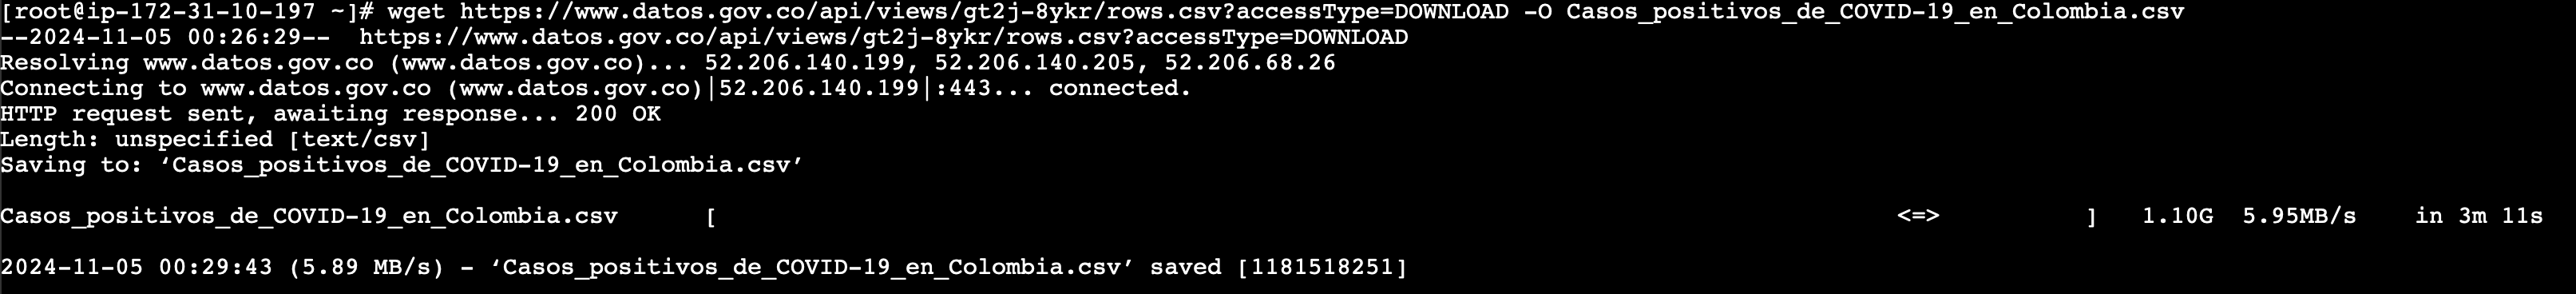 [root@ip-172-31-10-197 ~]# wget https://www.datos.gov.co/api/views/gt2j-8ykr/rows.csv?accessType=DOWNLOAD -O Casos_positivos_de_COVID-19_en_Colombia.csv
--2024-11-05 00:26:29--  https://www.datos.gov.co/api/views/gt2j-8ykr/rows.csv?accessType=DOWNLOAD
Resolving www.datos.gov.co (www.datos.gov.co)... 52.206.140.199, 52.206.140.205, 52.206.68.26
Connecting to www.datos.gov.co (www.datos.gov.co)|52.206.140.199|:443... connected.
HTTP request sent, awaiting response... 200 OK
Length: unspecified [text/csv]
Saving to: ‘Casos_positivos_de_COVID-19_en_Colombia.csv’
Casos_positivos_de_COVID-19_en_Colombia.csv [ <=> ] 1.10G 5.95MB/s in 3m 11s
2024-11-05 00:29:43 (5.89 MB/s) - ‘Casos_positivos_de_COVID-19_en_Colombia.csv’ saved [1181518251]